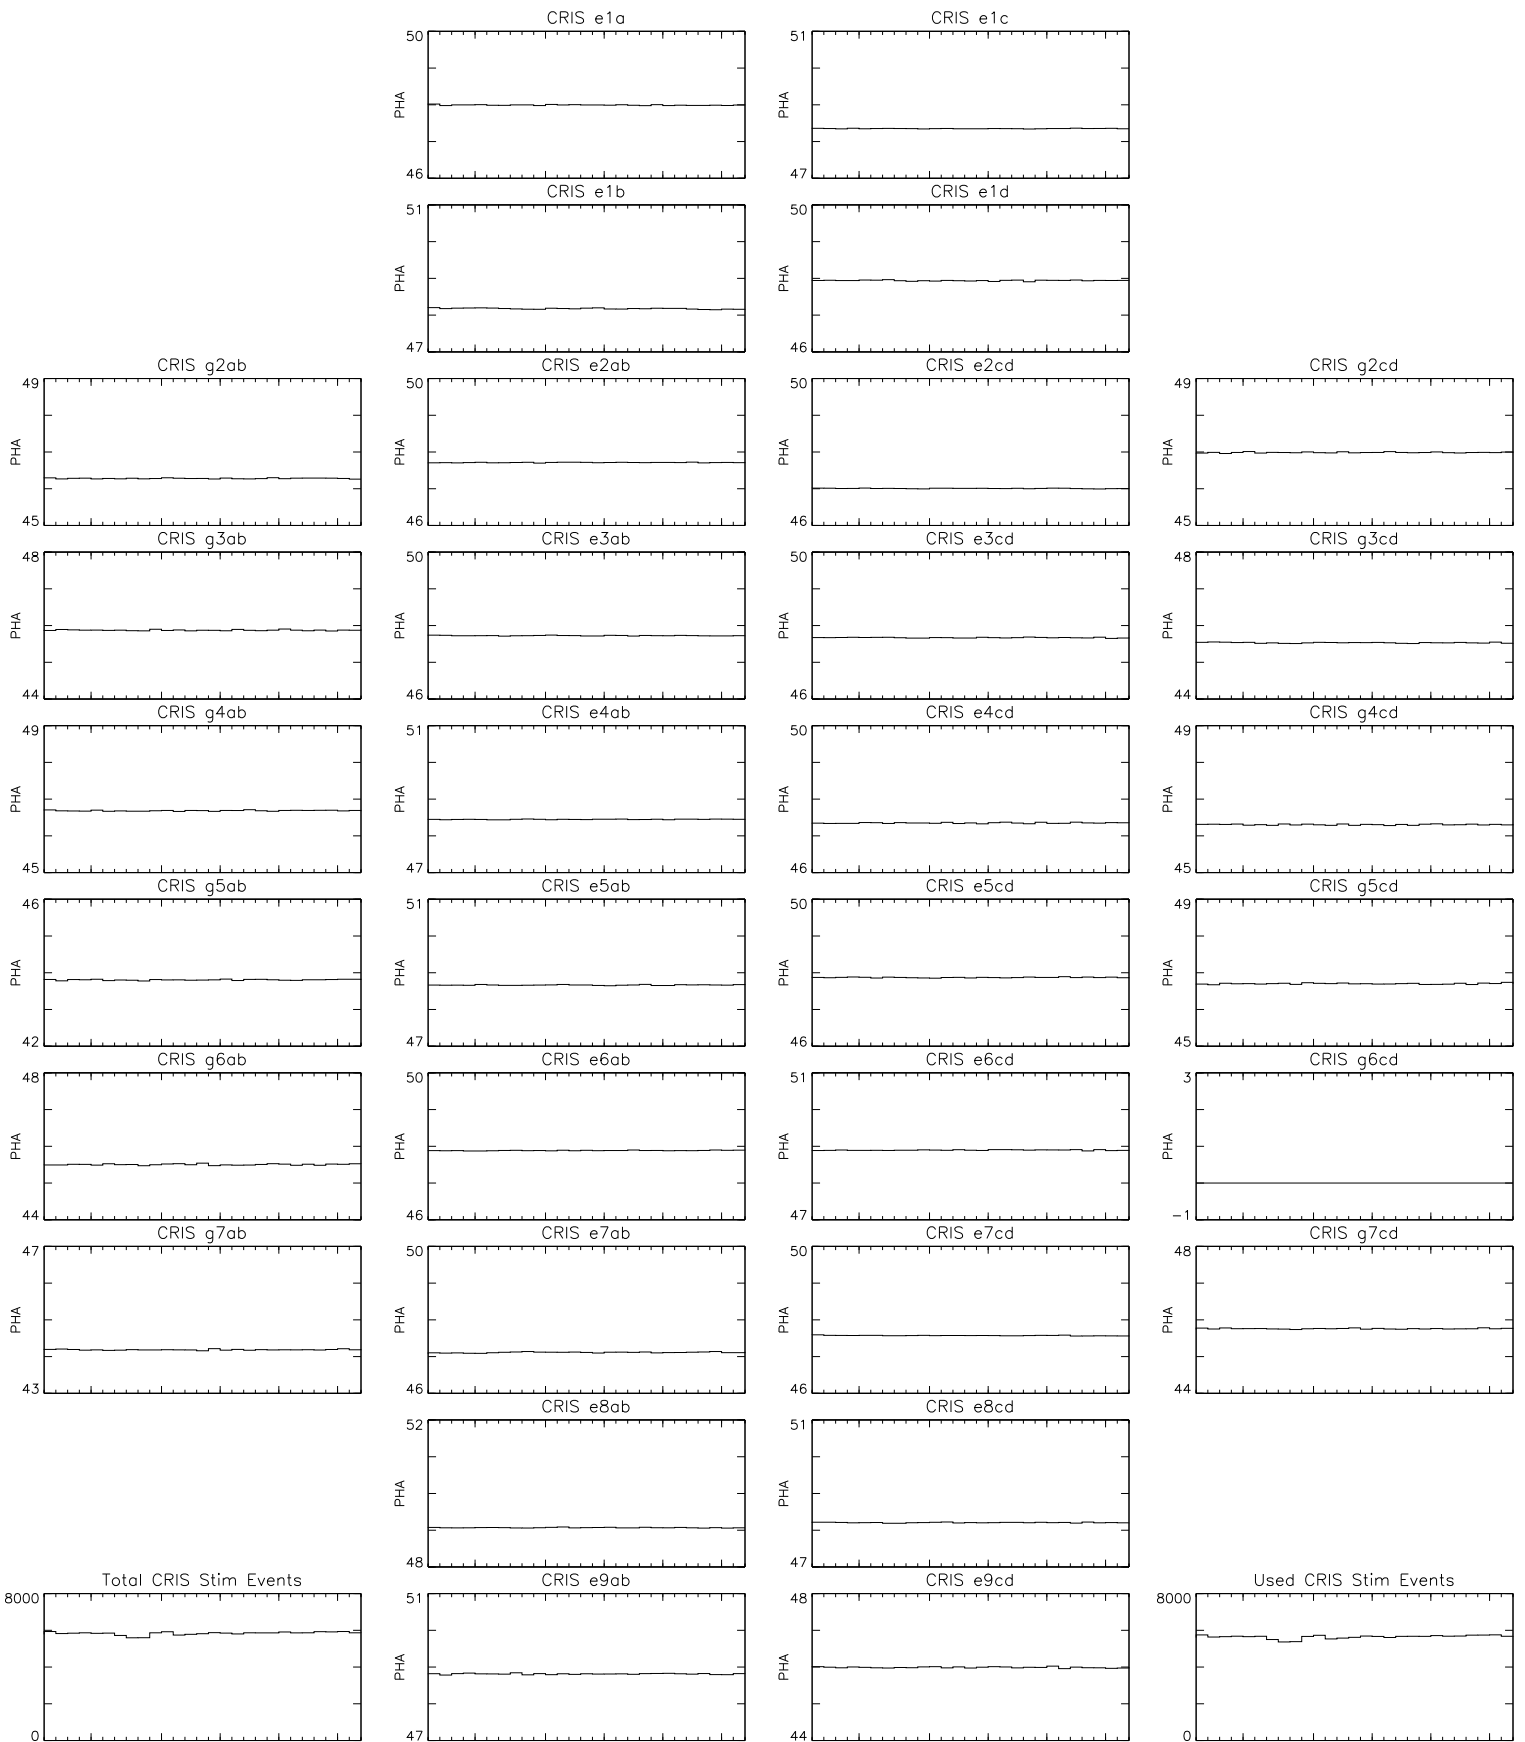 CRIS e1a
50
PHA
46
CRIS e1c
51
PHA
47
CRIS e1b
51
PHA
47
CRIS e1d
50
PHA
46
CRIS g2ab
49
PHA
45
CRIS e2ab
50
PHA
46
CRIS e2cd
50
PHA
46
CRIS g2cd
49
PHA
45
CRIS g3ab
48
PHA
44
CRIS e3ab
50
PHA
46
CRIS e3cd
50
PHA
46
CRIS g3cd
48
PHA
44
CRIS g4ab
49
PHA
45
CRIS e4ab
51
PHA
47
CRIS e4cd
50
PHA
46
CRIS g4cd
49
PHA
45
CRIS g5ab
46
PHA
42
CRIS e5ab
51
PHA
47
CRIS e5cd
50
PHA
46
CRIS g5cd
49
PHA
45
CRIS g6ab
48
PHA
44
CRIS e6ab
50
PHA
46
CRIS e6cd
51
PHA
47
CRIS g6cd
3
PHA
-1
CRIS g7ab
47
PHA
43
CRIS e7ab
50
PHA
46
CRIS e7cd
50
PHA
46
CRIS g7cd
48
PHA
44
CRIS e8ab
52
PHA
48
CRIS e8cd
51
PHA
47
Total CRIS Stim Events
8000
0
CRIS e9ab
51
PHA
47
CRIS e9cd
48
PHA
44
Used CRIS Stim Events
8000
0